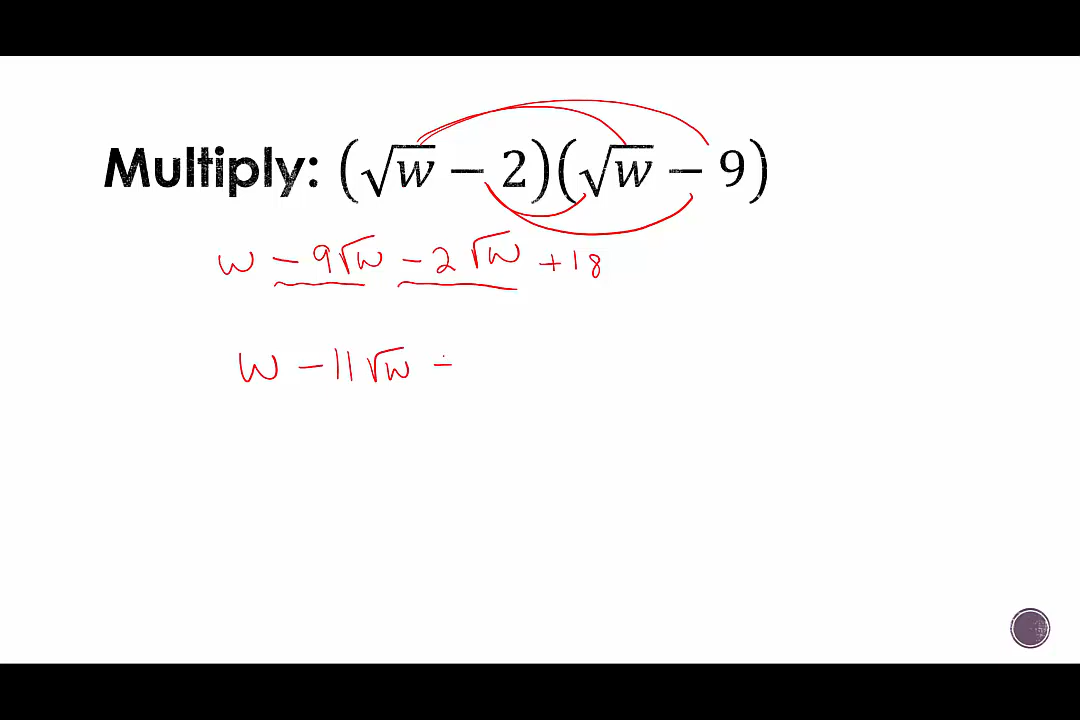 Multiply: (√w − 2)(√w − 9)
w − 9√w − 2√w + 18
w − 11√w −